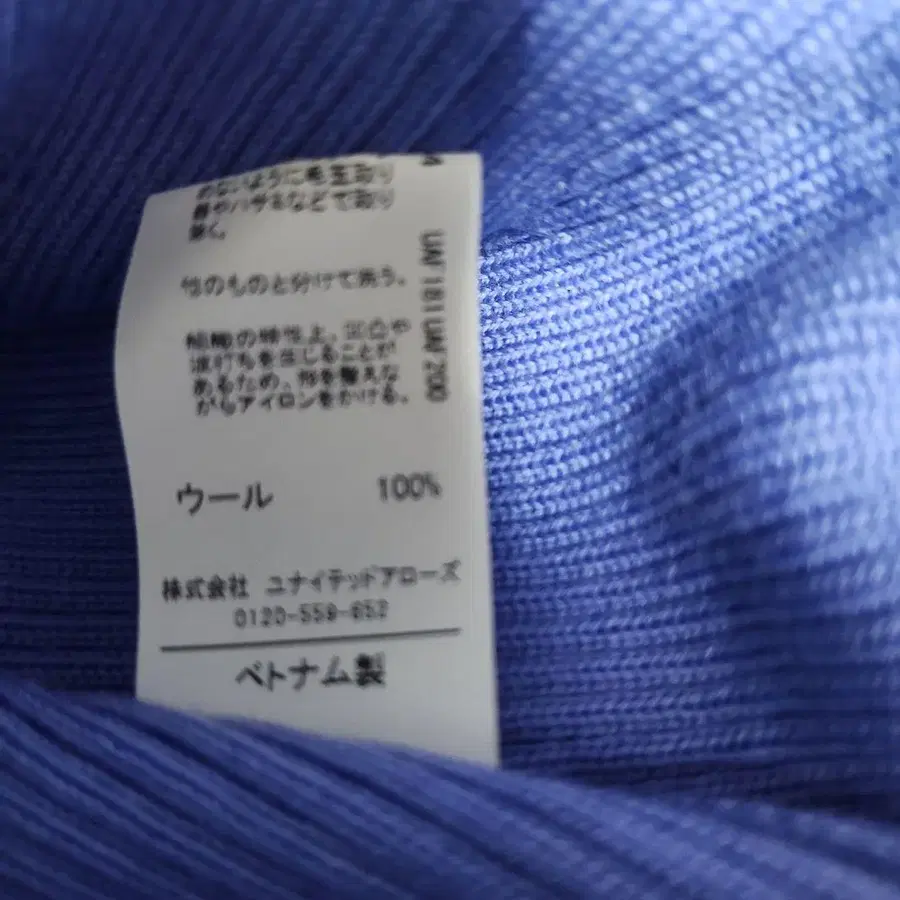 めないように毛玉取り
器やハサミなどで取り
除く。
他のものと分けて洗う。
組織の特性上、凹凸や
波打ちを生じることが
あるため、形を整えな
がらアイロンをかける。
ウール 100%
株式会社 ユナイテッドアローズ
0120-559-652
ベトナム製
UAF181UAF200